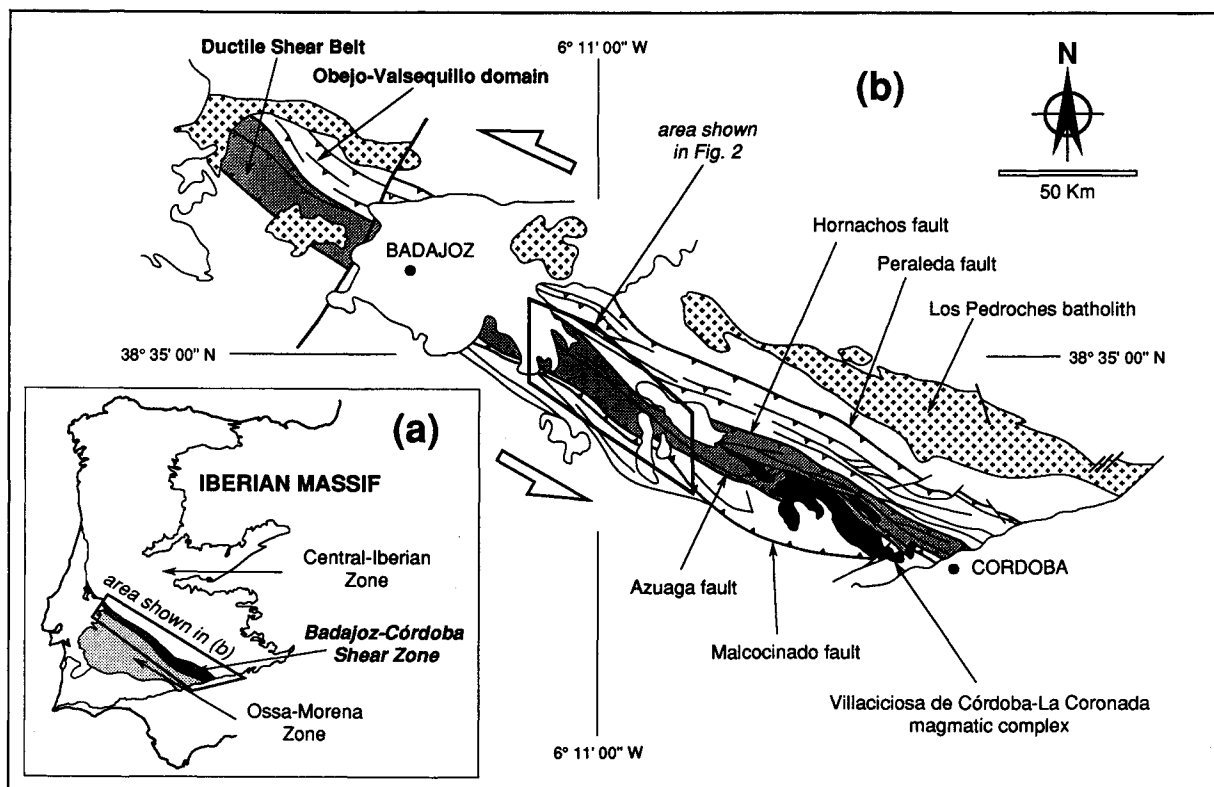 Ductile Shear Belt
6° 11' 00" W
Obejo-Valsequillo domain
(b)
N
area shown
in Fig. 2
50 Km
Hornachos fault
BADAJOZ
Peraleda fault
Los Pedroches batholith
38° 35' 00" N
38° 35' 00" N
(a)
IBERIAN MASSIF
Central-Iberian
Zone
area shown in (b)
Badajoz-Córdoba
Shear Zone
Ossa-Morena
Zone
Azuaga fault
CORDOBA
Malcocinado fault
Villaciciosa de Córdoba-La Coronada
magmatic complex
6° 11' 00" W